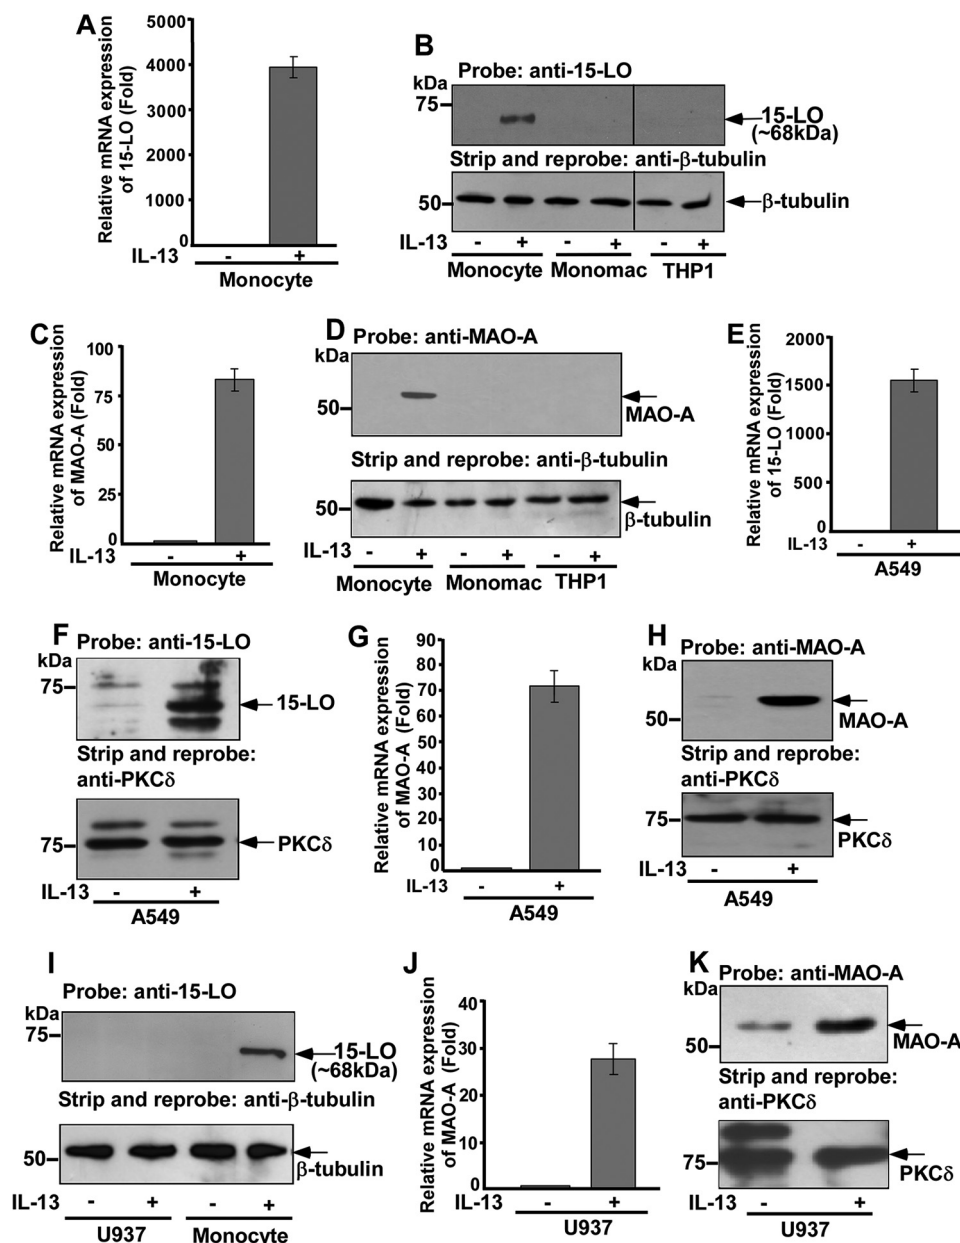 A
Relative mRNA expression
of 15-LO (Fold)
5000
4000
3000
2000
1000
0
IL-13 - +
Monocyte
B
Probe: anti-15-LO
kDa
75
15-LO
(~68kDa)
Strip and reprobe: anti-β-tubulin
50
β-tubulin
IL-13 - + - + - +
Monocyte Monomac THP1
C
Relative mRNA expression
of MAO-A (Fold)
100
75
50
25
0
IL-13 - +
Monocyte
D
Probe: anti-MAO-A
kDa
50
MAO-A
Strip and reprobe: anti-β-tubulin
50
β-tubulin
IL-13 - + - + - +
Monocyte Monomac THP1
E
Relative mRNA expression
of 15-LO (Fold)
2000
1500
1000
500
0
IL-13 - +
A549
F
Probe: anti-15-LO
kDa
75
15-LO
Strip and reprobe:
anti-PKCδ
75
PKCδ
IL-13 - +
A549
G
Relative mRNA expression
of MAO-A (Fold)
90
80
70
60
50
40
30
20
10
0
IL-13 - +
A549
H
Probe: anti-MAO-A
kDa
50
MAO-A
Strip and reprobe:
anti-PKCδ
75
PKCδ
IL-13 - +
A549
I
Probe: anti-15-LO
kDa
75
15-LO
(~68kDa)
Strip and reprobe: anti-β-tubulin
50
β-tubulin
IL-13 - + - +
U937 Monocyte
J
Relative mRNA expression
of MAO-A (Fold)
40
30
20
10
0
IL-13 - +
U937
K
Probe: anti-MAO-A
kDa
50
MAO-A
Strip and reprobe:
anti-PKCδ
75
PKCδ
IL-13 - +
U937